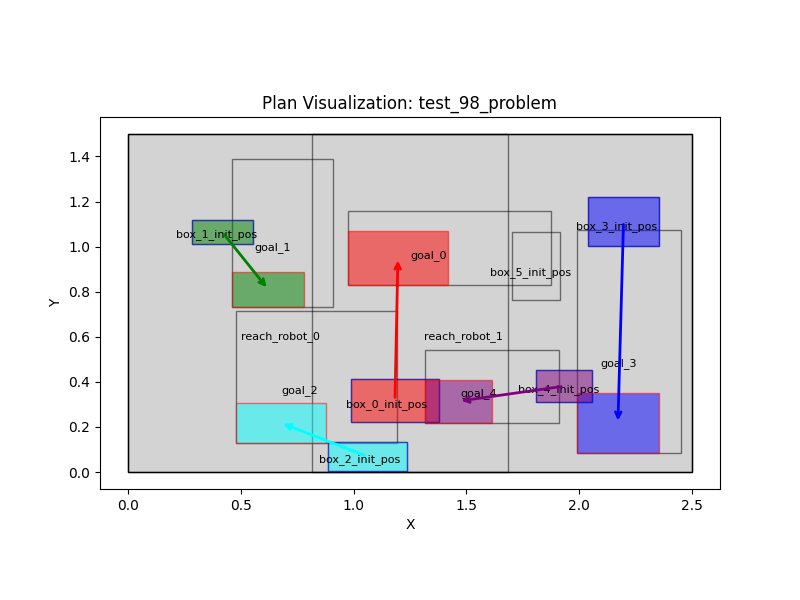 Plan Visualization: test_98_problem
Y
1.4
1.2
1.0
0.8
0.6
0.4
0.2
0.0
box_1_init_pos
goal_1
goal_0
box_3_init_pos
box_5_init_pos
reach_robot_0
reach_robot_1
goal_2
goal_3
box_0_init_pos
goal_4
box_4_init_pos
box_2_init_pos
0.0
0.5
1.0
1.5
2.0
2.5
X